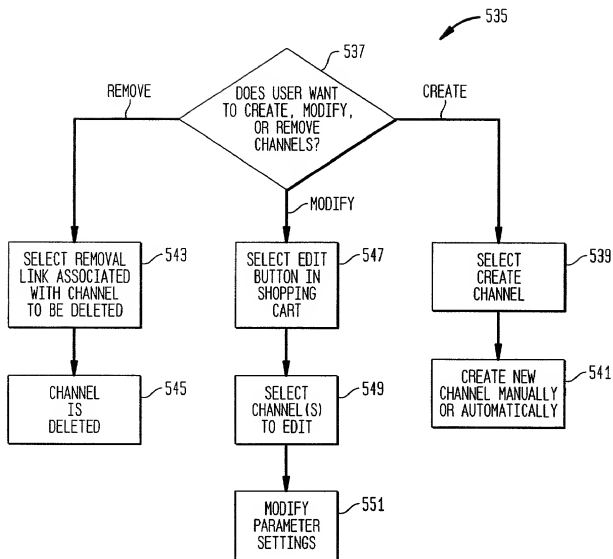 535
537
DOES USER WANT
TO CREATE, MODIFY,
OR REMOVE
CHANNELS?
REMOVE
CREATE
MODIFY
SELECT REMOVAL
LINK ASSOCIATED
WITH CHANNEL
TO BE DELETED
543
SELECT EDIT
BUTTON IN
SHOPPING
CART
547
SELECT
CREATE
CHANNEL
539
CHANNEL
IS
DELETED
545
SELECT
CHANNEL(S)
TO EDIT
549
CREATE NEW
CHANNEL MANUALLY
OR AUTOMATICALLY
541
MODIFY
PARAMETER
SETTINGS
551